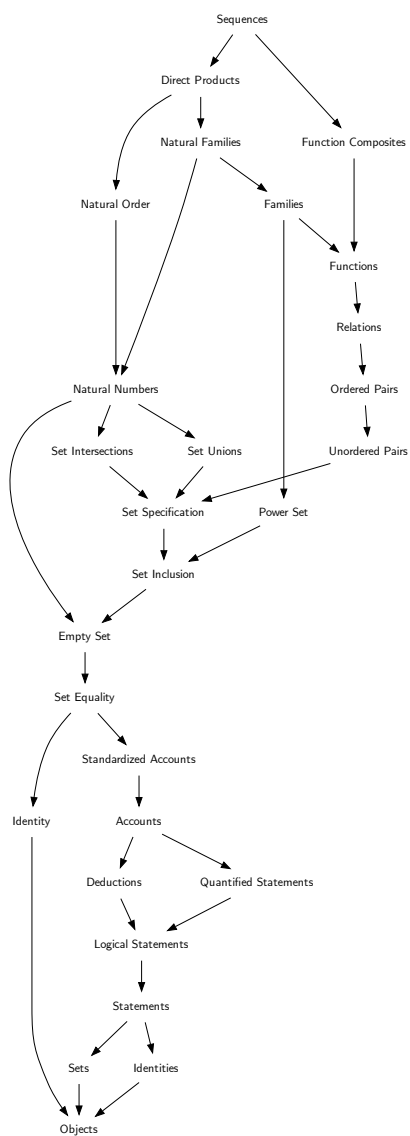 Sequences
Direct Products
Natural Families
Function Composites
Natural Order
Families
Functions
Relations
Natural Numbers
Ordered Pairs
Set Intersections
Set Unions
Unordered Pairs
Set Specification
Power Set
Set Inclusion
Empty Set
Set Equality
Standardized Accounts
Identity
Accounts
Deductions
Quantified Statements
Logical Statements
Statements
Sets
Identities
Objects